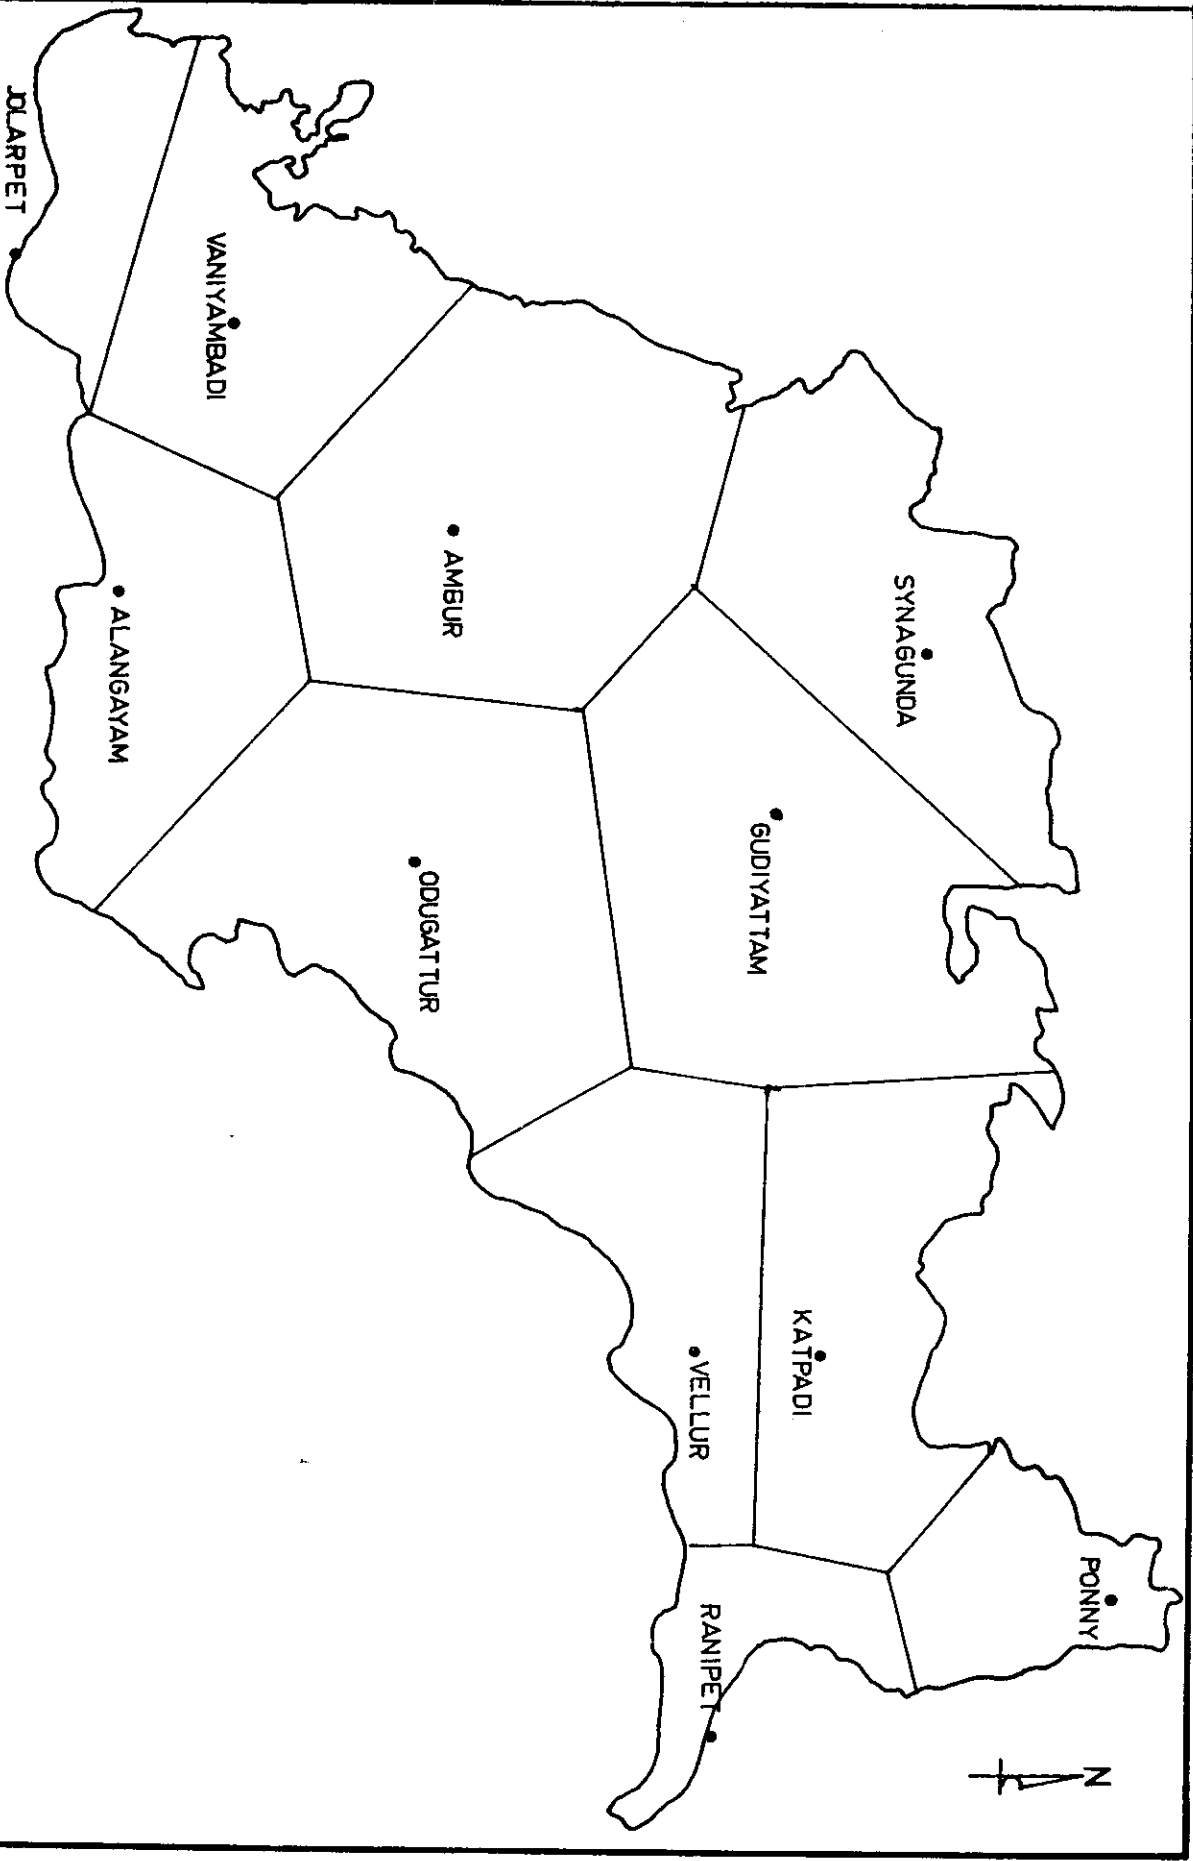 N
PONNY
SYNAGUNDA
KATPADI
GUDIYATTAM
RANIPET
VELLUR
AMBUR
ODUGATTUR
VANIYAMBADI
ALANGAYAM
JOLARPET